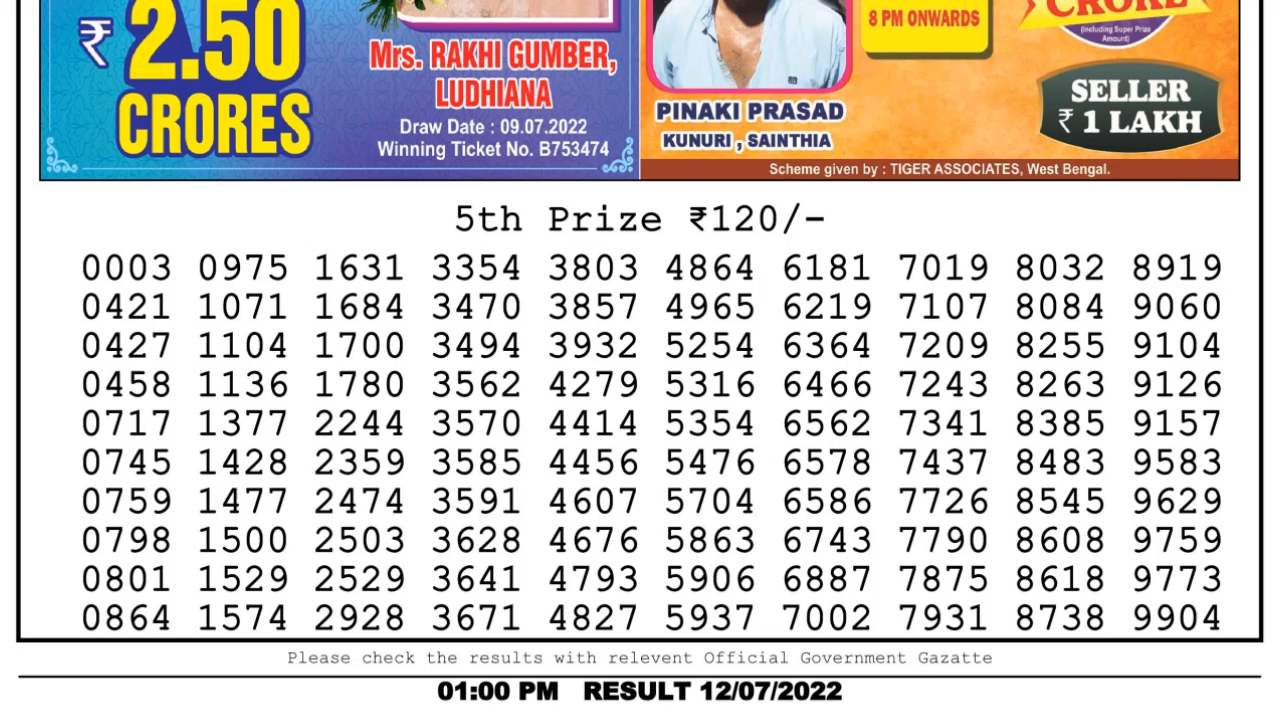 ₹ 2.50
CRORES
Mrs. RAKHI GUMBER,
LUDHIANA
Draw Date : 09.07.2022
Winning Ticket No. B753474
PINAKI PRASAD
KUNURI , SAINTHIA
8 PM ONWARDS
CRORE
(Including Super Prize
Amount)
SELLER
₹ 1 LAKH
Scheme given by : TIGER ASSOCIATES, West Bengal.
5th Prize ₹120/-
0003 0975 1631 3354 3803 4864 6181 7019 8032 8919
0421 1071 1684 3470 3857 4965 6219 7107 8084 9060
0427 1104 1700 3494 3932 5254 6364 7209 8255 9104
0458 1136 1780 3562 4279 5316 6466 7243 8263 9126
0717 1377 2244 3570 4414 5354 6562 7341 8385 9157
0745 1428 2359 3585 4456 5476 6578 7437 8483 9583
0759 1477 2474 3591 4607 5704 6586 7726 8545 9629
0798 1500 2503 3628 4676 5863 6743 7790 8608 9759
0801 1529 2529 3641 4793 5906 6887 7875 8618 9773
0864 1574 2928 3671 4827 5937 7002 7931 8738 9904
Please check the results with relevent Official Government Gazatte
01:00 PM RESULT 12/07/2022